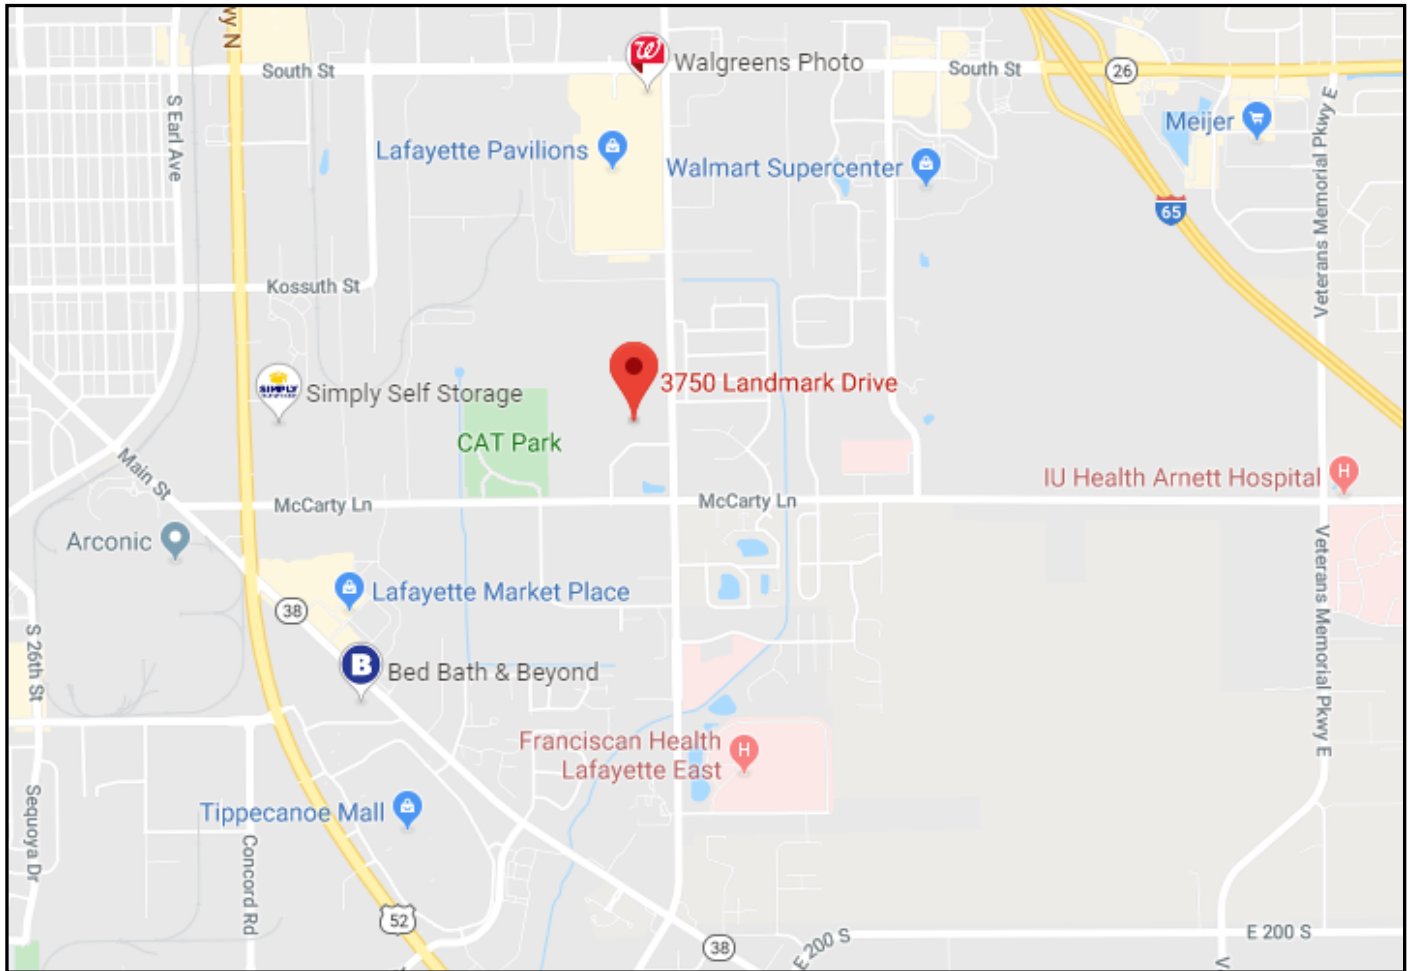 wy N
South St
Walgreens Photo
South St
26
S Earl Ave
Lafayette Pavilions
Walmart Supercenter
Meijer
Veterans Memorial Pkwy E
65
Kossuth St
SIMPLY
Simply Self Storage
3750 Landmark Drive
CAT Park
Main St
McCarty Ln
McCarty Ln
IU Health Arnett Hospital
H
Arconic
Lafayette Market Place
38
Veterans Memorial Pkwy E
S 26th St
B
Bed Bath & Beyond
Franciscan Health
Lafayette East
H
Tippecanoe Mall
Sequoya Dr
Concord Rd
52
38
E 200 S
E 200 S
V